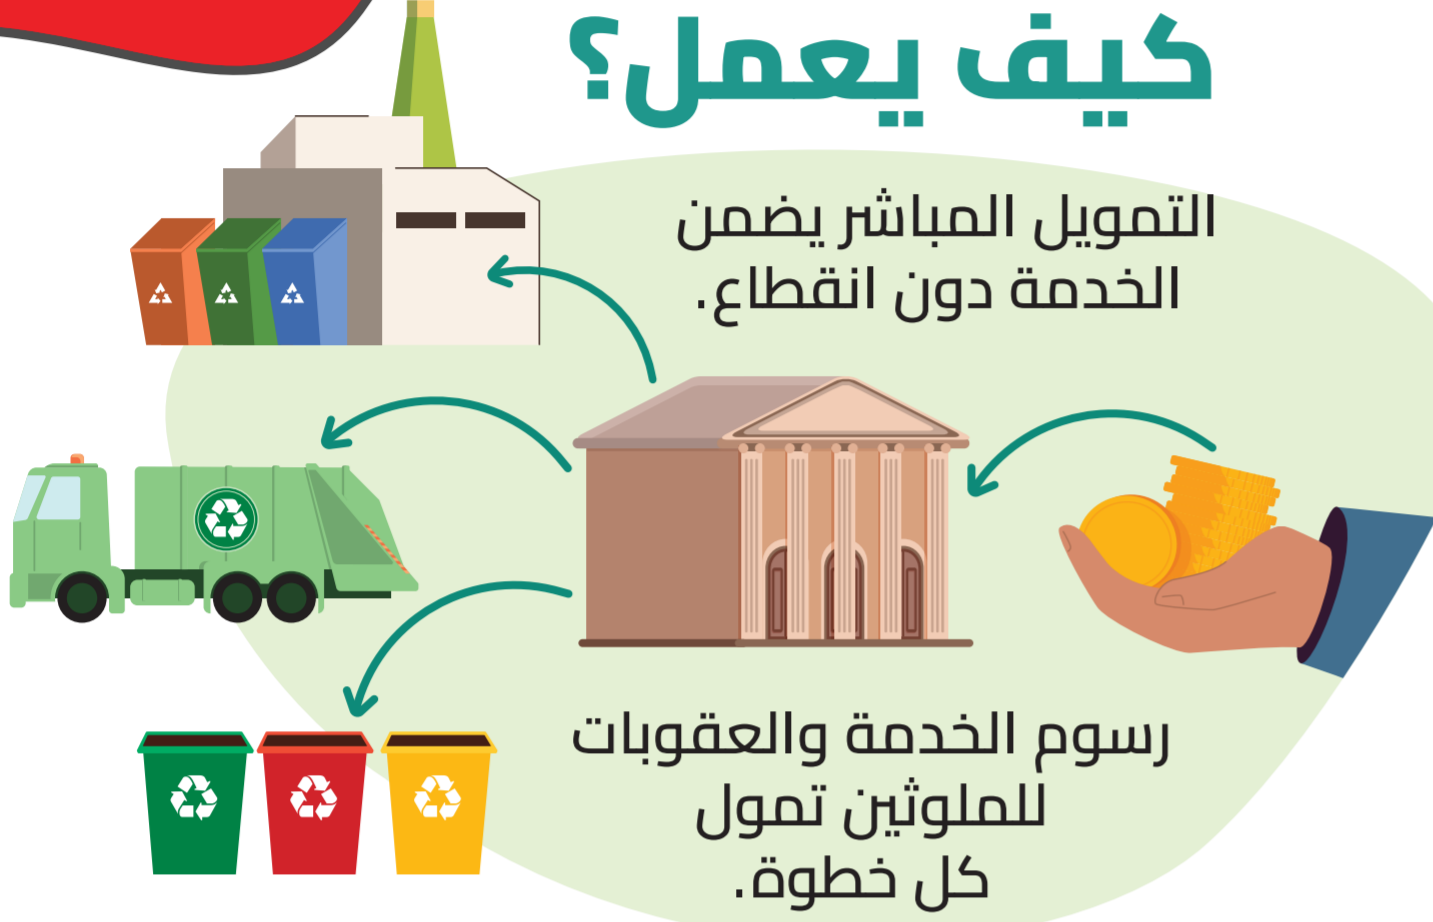 كيف يعمل؟
التمويل المباشر يضمن
الخدمة دون انقطاع.
رسوم الخدمة والعقوبات
للملوثين تمول
كل خطوة.